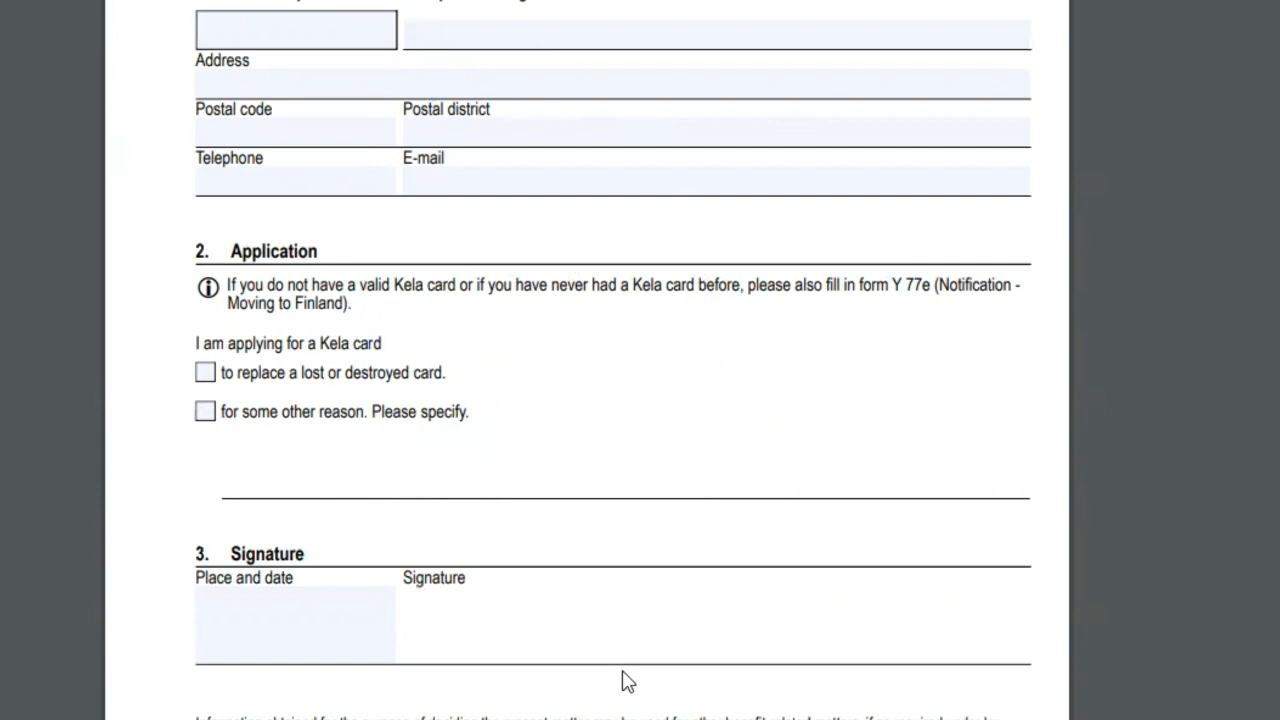 Address
Postal code Postal district
Telephone E-mail
2. Application
If you do not have a valid Kela card or if you have never had a Kela card before, please also fill in form Y 77e (Notification -
Moving to Finland).
I am applying for a Kela card
to replace a lost or destroyed card.
for some other reason. Please specify.
3. Signature
Place and date Signature